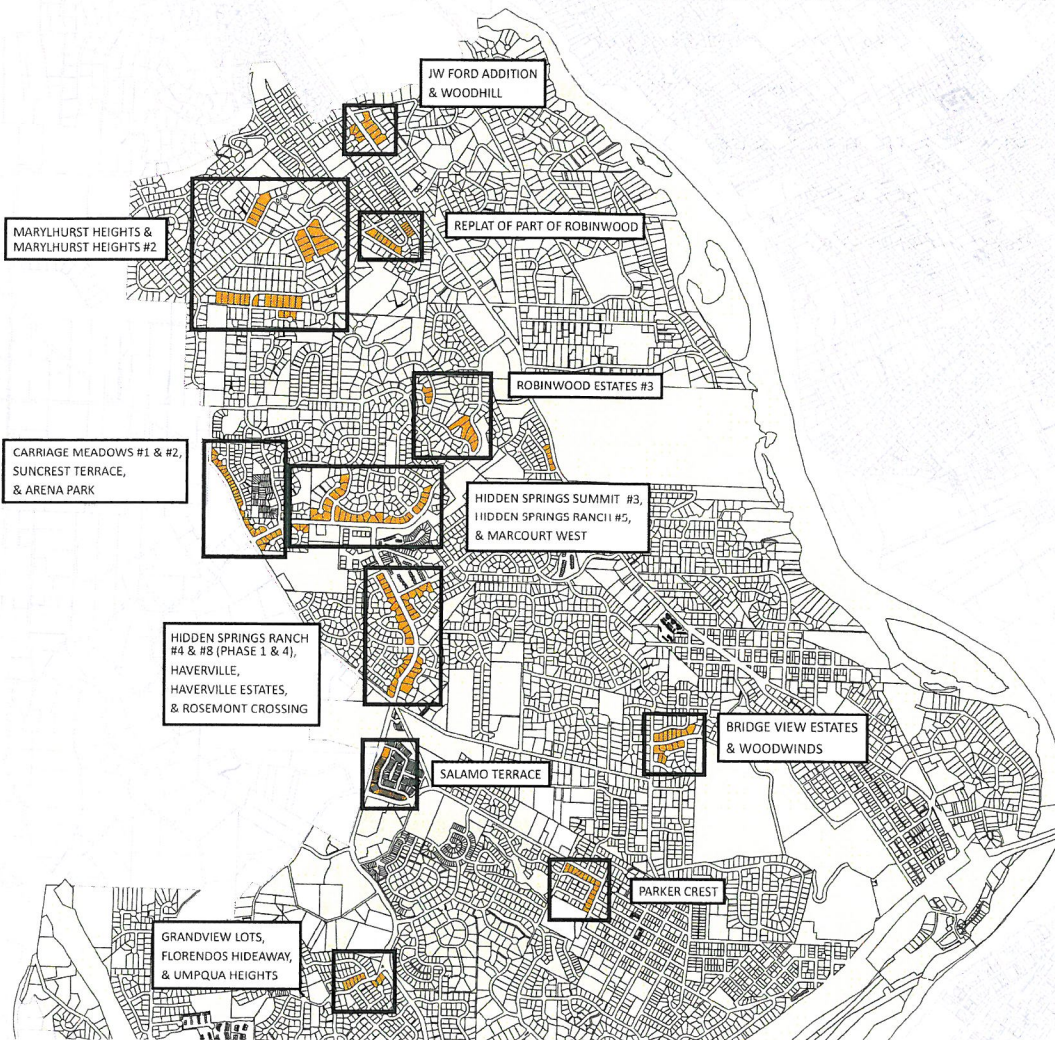 JW FORD ADDITION
& WOODHILL
MARYLHURST HEIGHTS &
MARYLHURST HEIGHTS #2
REPLAT OF PART OF ROBINWOOD
ROBINWOOD ESTATES #3
CARRIAGE MEADOWS #1 & #2,
SUNCREST TERRACE,
& ARENA PARK
HIDDEN SPRINGS SUMMIT #3,
HIDDEN SPRINGS RANCH #5,
& MARCOURT WEST
HIDDEN SPRINGS RANCH
#4 & #8 (PHASE 1 & 4),
HAVERVILLE,
HAVERVILLE ESTATES,
& ROSEMONT CROSSING
BRIDGE VIEW ESTATES
& WOODWINDS
SALAMO TERRACE
PARKER CREST
GRANDVIEW LOTS,
FLORENDOS HIDEAWAY,
& UMPQUA HEIGHTS